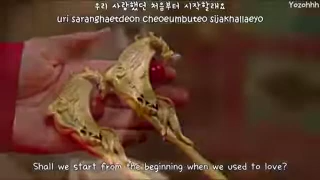 우리 사랑했던 처음부터 시작할래요
Yozohhh
uri saranghaetdeon cheoeumbuteo sijakhallaeyo
Shall we start from the beginning when we used to love?